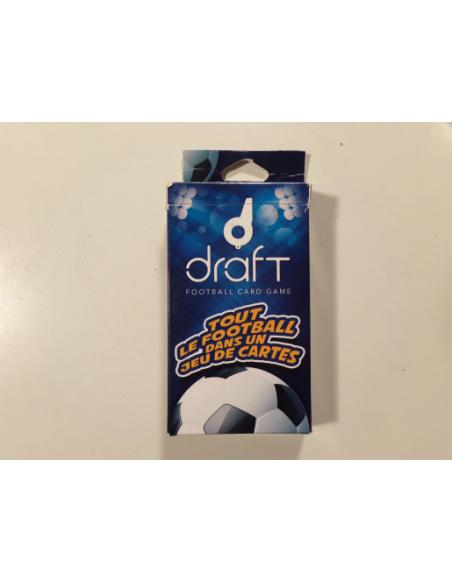 draft
FOOTBALL CARD GAME
TOUT
LE FOOTBALL
DANS UN
JEU DE CARTES